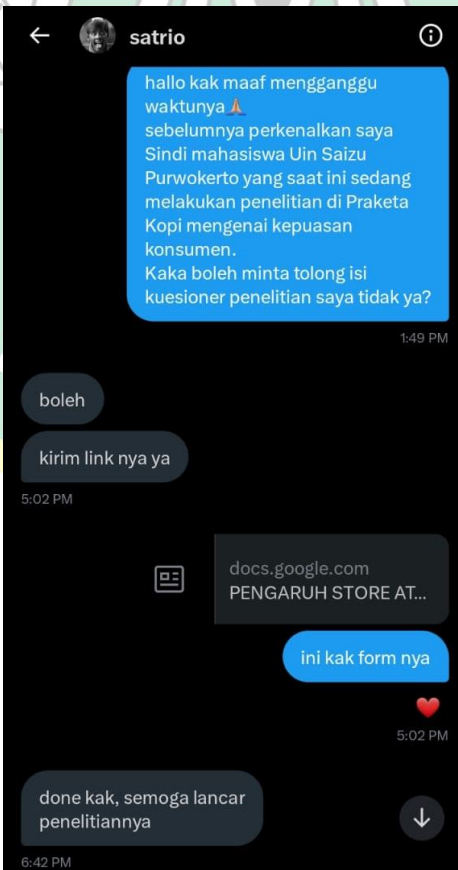 satrio
hallo kak maaf mengganggu
waktunya🙏
sebelumnya perkenalkan saya
Sindi mahasiswa Uin Saizu
Purwokerto yang saat ini sedang
melakukan penelitian di Praketa
Kopi mengenai kepuasan
konsumen.
Kaka boleh minta tolong isi
kuesioner penelitian saya tidak ya?
1:49 PM
boleh
kirim link nya ya
5:02 PM
docs.google.com
PENGARUH STORE AT...
ini kak form nya
❤️
5:02 PM
done kak, semoga lancar
penelitiannya
6:42 PM